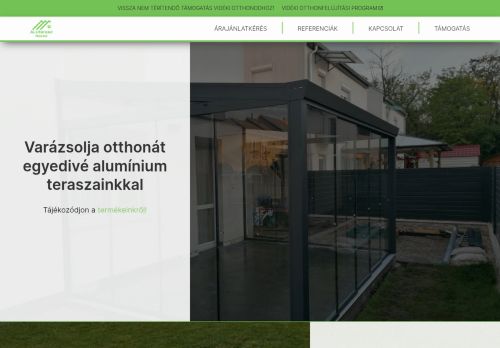 VISSZA NEM TÉRÍTENDŐ TÁMOGATÁS VIDÉKI OTTHONODHOZ! VIDÉKI OTTHONFELÚJÍTÁSI PROGRAM
ÁRAJÁNLATKÉRÉS REFERENCIÁK KAPCSOLAT TÁMOGATÁS
Varázsolja otthonát
egyedivé alumínium
teraszainkkal
Tájékozódjon a termékeinkről!